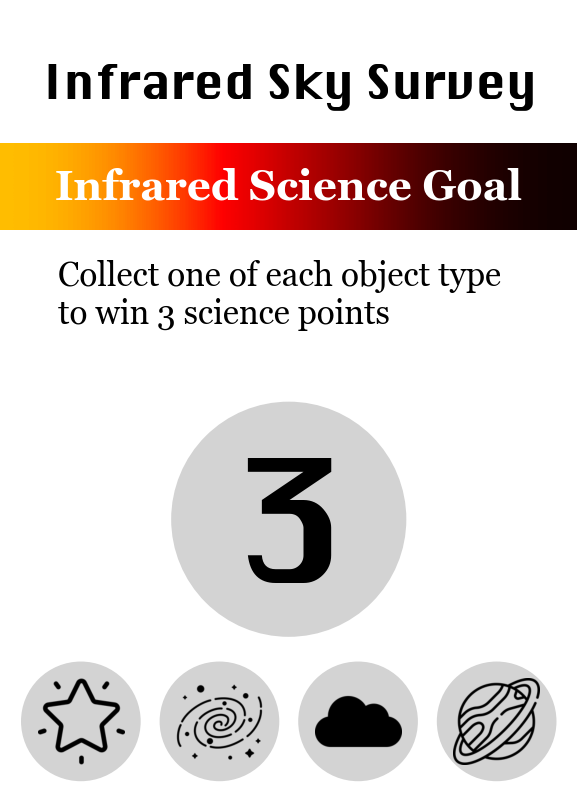 Infrared Sky Survey
Infrared Science Goal
Collect one of each object type
to win 3 science points
3